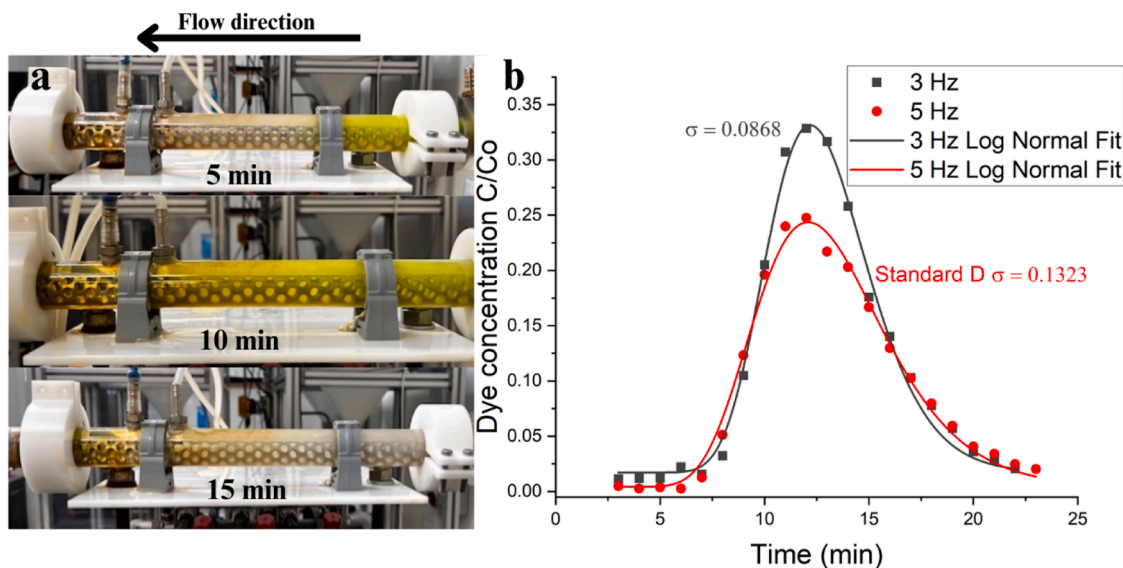 Flow direction
a
5 min
10 min
15 min
b
Dye concentration C/Co
0.35
0.30
0.25
0.20
0.15
0.10
0.05
0.00
0
5
10
15
20
25
Time (min)
σ = 0.0868
Standard D σ = 0.1323
3 Hz
5 Hz
3 Hz Log Normal Fit
5 Hz Log Normal Fit